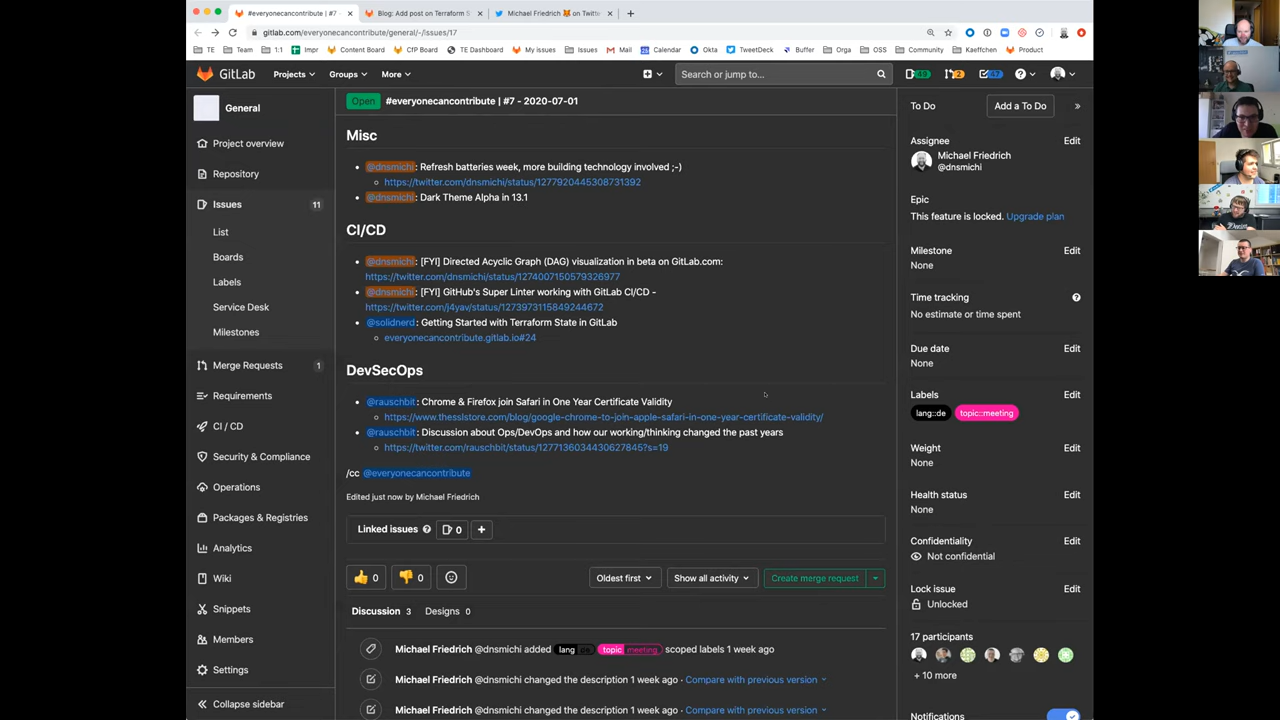 #everyonecancontribute | #7 -
Blog: Add post on Terraform S
Michael Friedrich 🦊 on Twitte
gitlab.com/everyonecancontribute/general/-/issues/17
TE
Team
1:1
Impr
Content Board
CfP Board
TE Dashboard
My issues
Issues
Mail
Calendar
Okta
TweetDeck
Buffer
Orga
OSS
Community
Kaeffchen
Product
GitLab
Projects
Groups
More
Search or jump to...
49
2
47
General
Project overview
Repository
Issues 11
List
Boards
Labels
Service Desk
Milestones
Merge Requests 1
Requirements
CI / CD
Security & Compliance
Operations
Packages & Registries
Analytics
Wiki
Snippets
Members
Settings
Collapse sidebar
Open #everyonecancontribute | #7 - 2020-07-01
Misc
@dnsmichi: Refresh batteries week, more building technology involved ;-)
https://twitter.com/dnsmichi/status/1277920445308731392
@dnsmichi: Dark Theme Alpha in 13.1
CI/CD
@dnsmichi: [FYI] Directed Acyclic Graph (DAG) visualization in beta on GitLab.com:
https://twitter.com/dnsmichi/status/1274007150579326977
@dnsmichi: [FYI] GitHub's Super Linter working with GitLab CI/CD -
https://twitter.com/j4yav/status/1273973115849244672
@solidnerd: Getting Started with Terraform State in GitLab
everyonecancontribute.gitlab.io#24
DevSecOps
@rauschbit: Chrome & Firefox join Safari in One Year Certificate Validity
https://www.thesslstore.com/blog/google-chrome-to-join-apple-safari-in-one-year-certificate-validity/
@rauschbit: Discussion about Ops/DevOps and how our working/thinking changed the past years
https://twitter.com/rauschbit/status/1277136034430627845?s=19
/cc @everyonecancontribute
Edited just now by Michael Friedrich
Linked issues 0
0
0
Oldest first
Show all activity
Create merge request
Discussion 3
Designs 0
Michael Friedrich @dnsmichi added lang de topic meeting scoped labels 1 week ago
Michael Friedrich @dnsmichi changed the description 1 week ago · Compare with previous version
Michael Friedrich @dnsmichi changed the description 1 week ago · Compare with previous version
To Do
Add a To Do
Assignee Edit
Michael Friedrich
@dnsmichi
Epic
This feature is locked. Upgrade plan
Milestone Edit
None
Time tracking
No estimate or time spent
Due date Edit
None
Labels Edit
lang::de topic::meeting
Weight Edit
None
Health status Edit
None
Confidentiality Edit
Not confidential
Lock issue Edit
Unlocked
17 participants
+ 10 more
Notifications